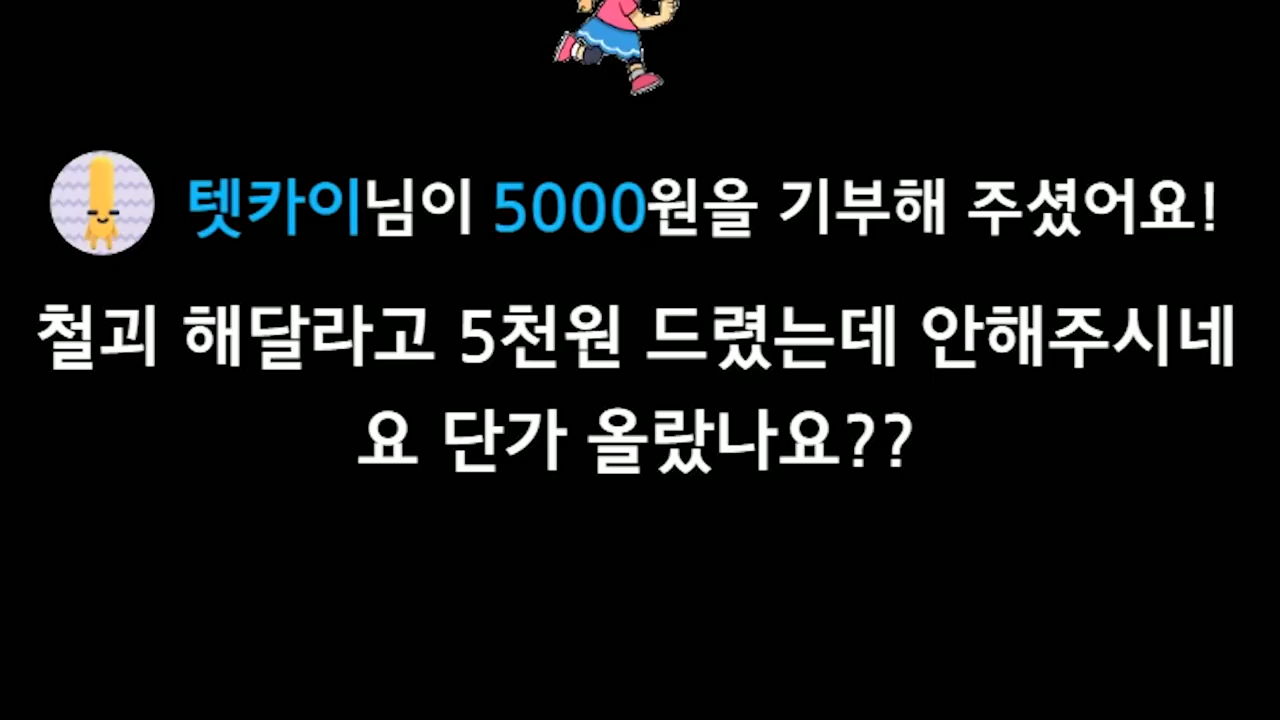 텟카이님이 5000원을 기부해 주셨어요!
철괴 해달라고 5천원 드렸는데 안해주시네
요 단가 올랐나요??